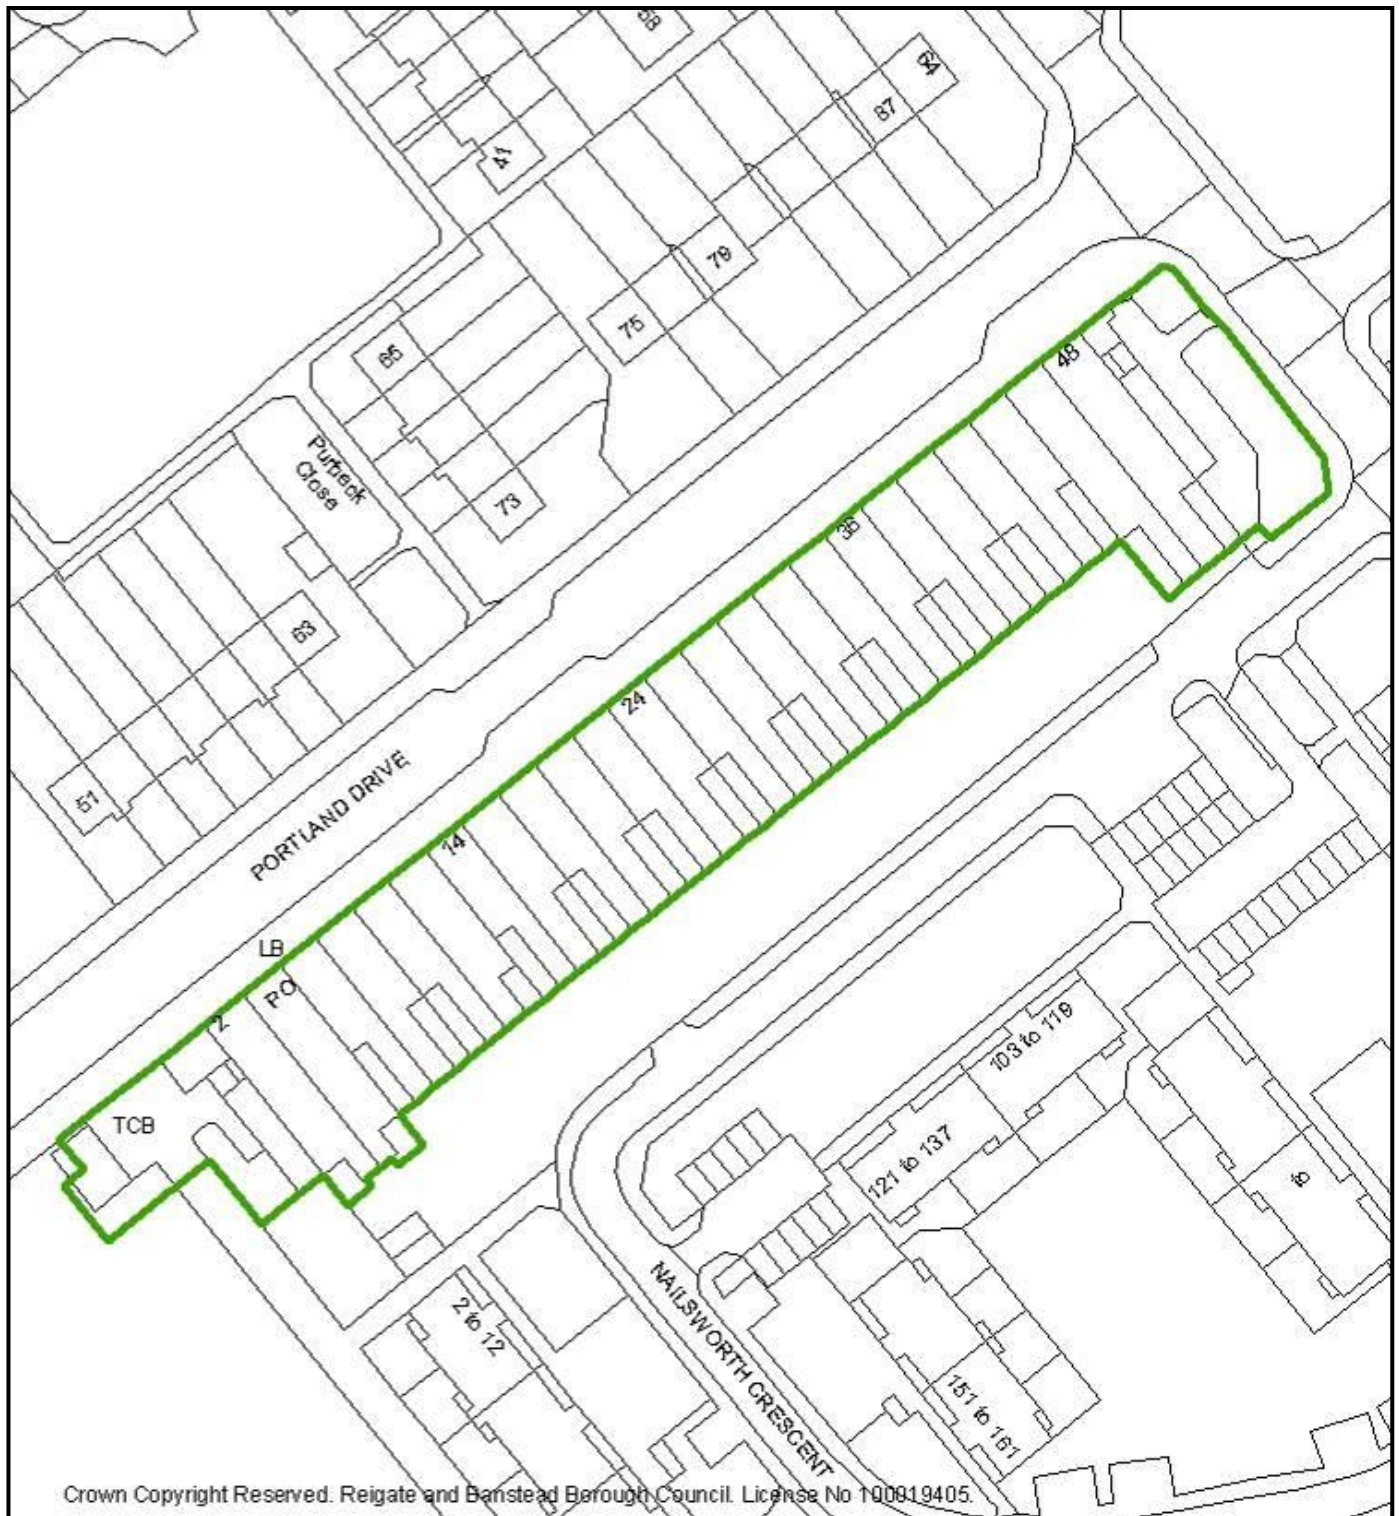 58
64
87
41
79
75
65
48
Purbeck
Close
73
36
63
24
51
PORTLAND DRIVE
14
LB
PO
2
TCB
103 to 119
121 to 137
to
NAILSWORTH CRESCENT
2 to 12
151 to 161
Crown Copyright Reserved. Reigate and Banstead Borough Council. License No 100019405.